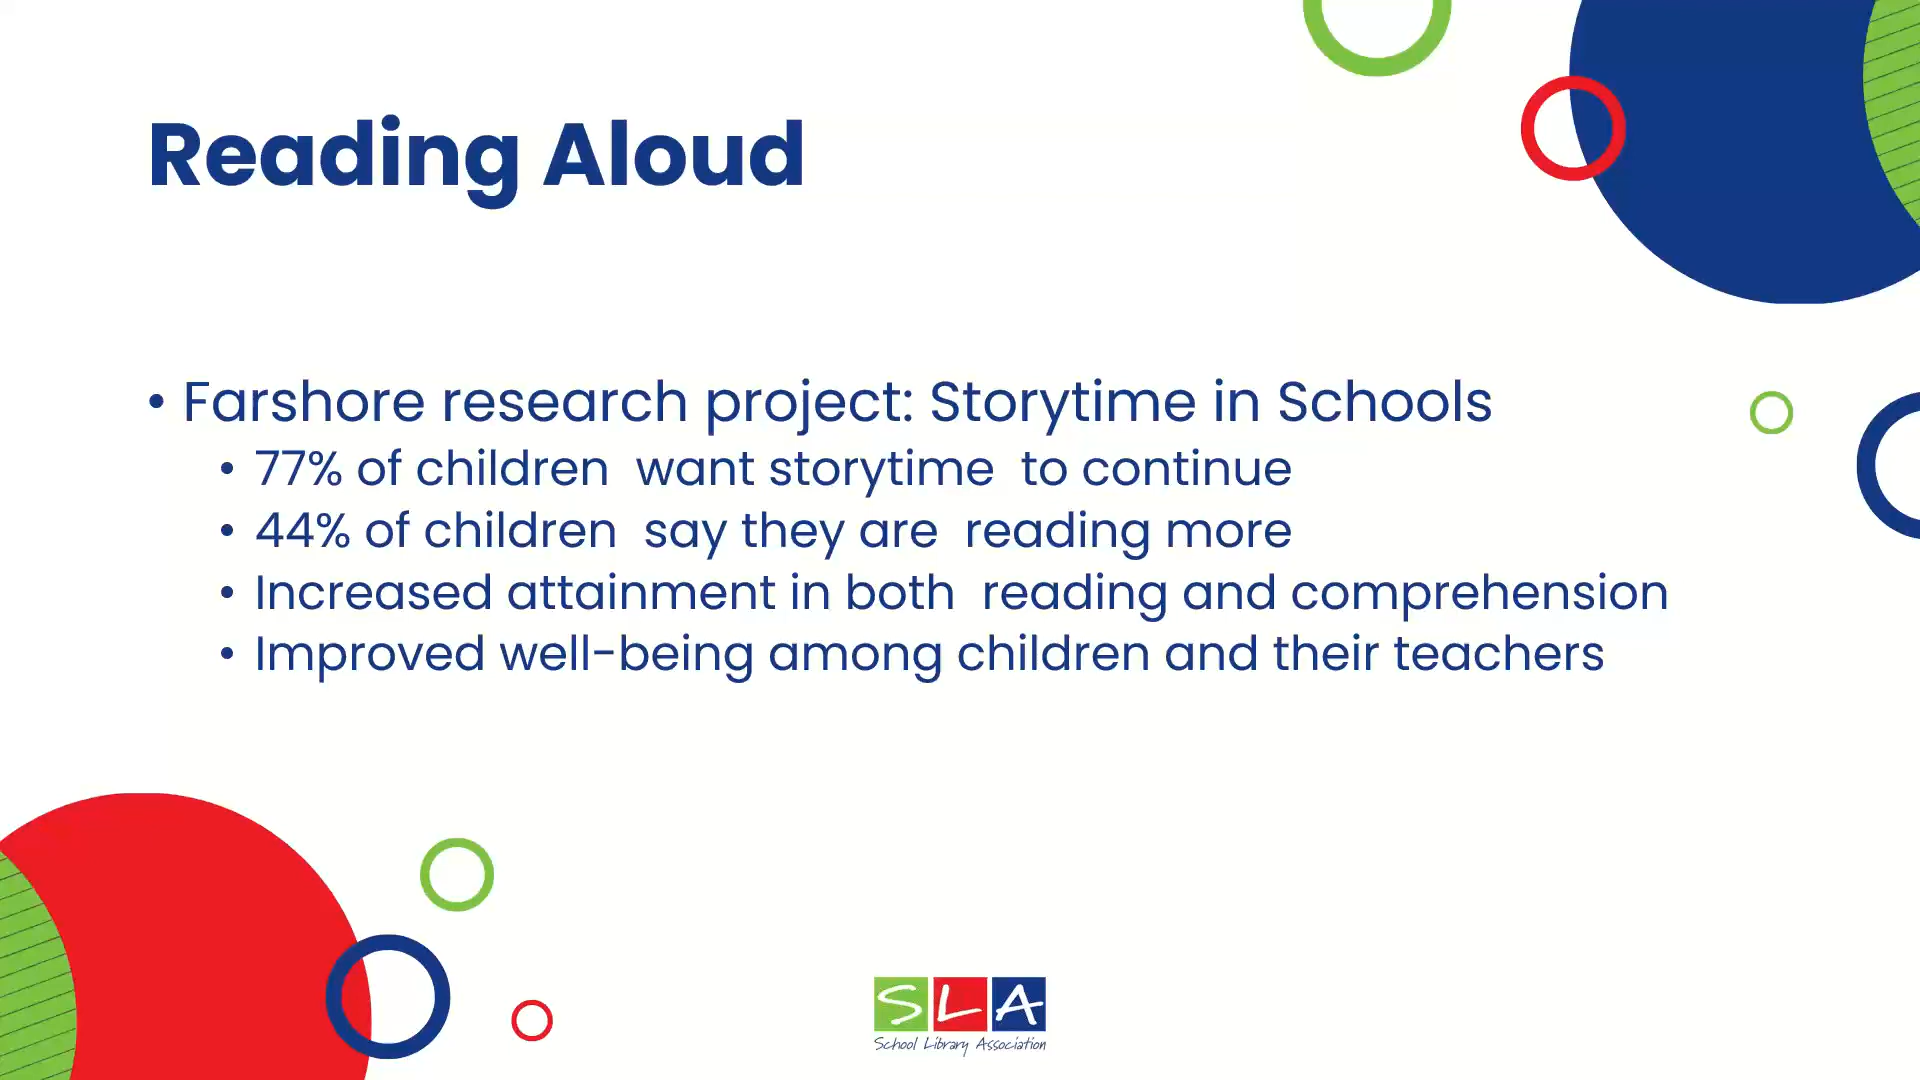 Reading Aloud
• Farshore research project: Storytime in Schools
• 77% of children  want storytime  to continue
• 44% of children  say they are  reading more
• Increased attainment in both  reading and comprehension
• Improved well-being among children and their teachers
SLA
School Library Association